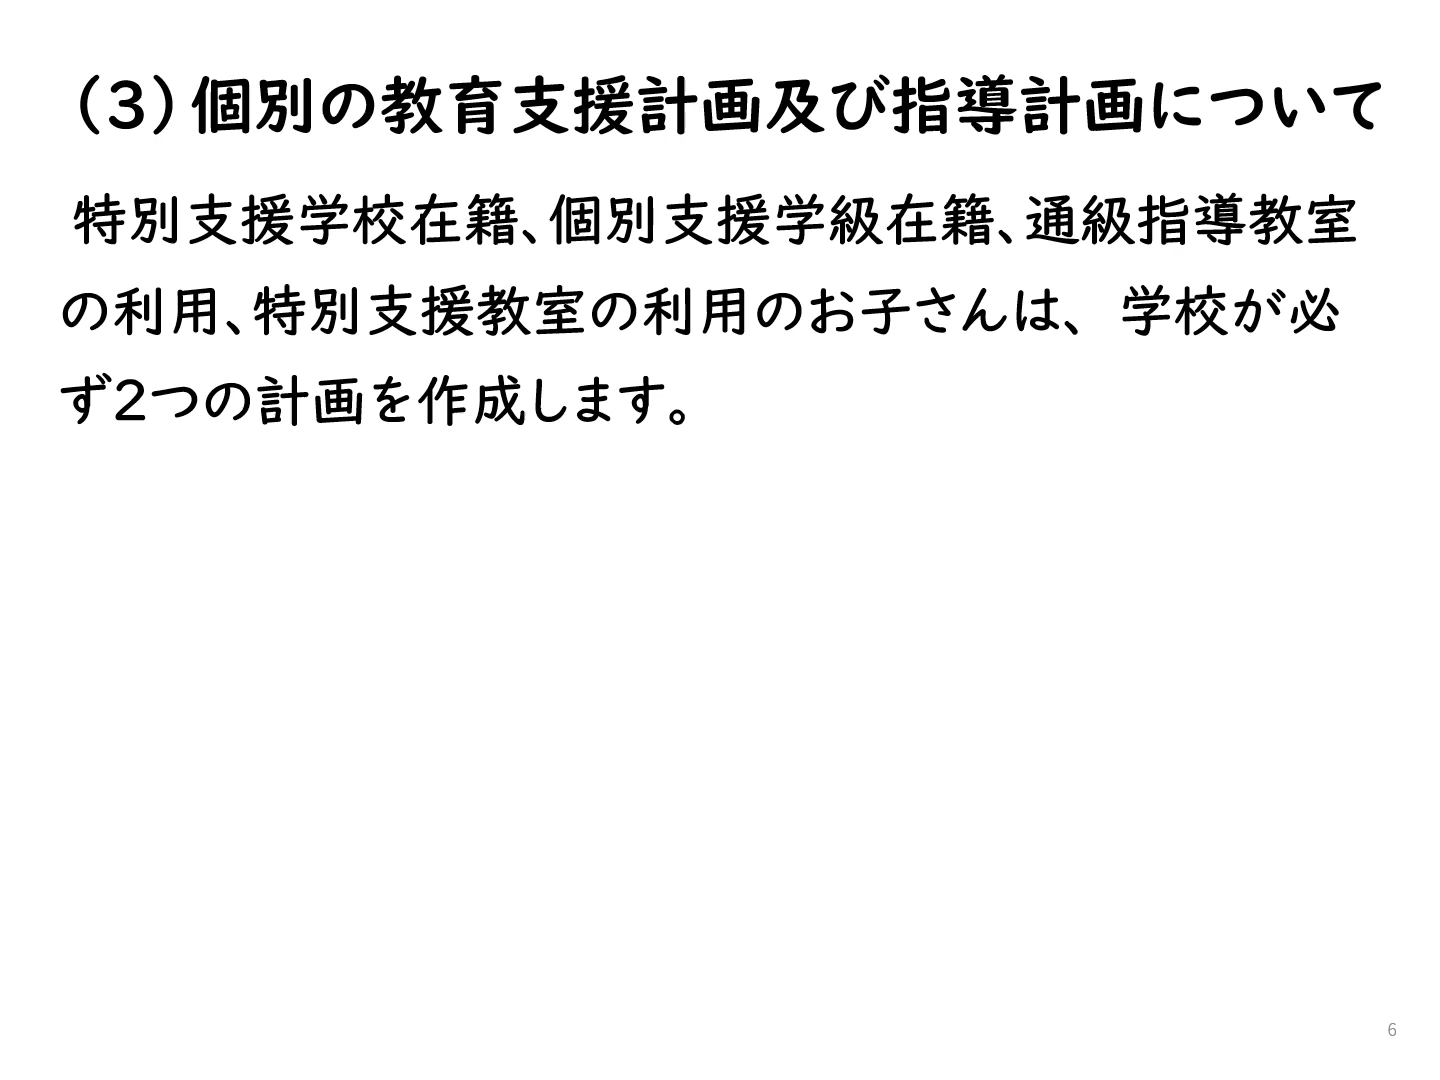 （３）個別の教育支援計画及び指導計画について
特別支援学校在籍、個別支援学級在籍、通級指導教室
の利用、特別支援教室の利用のお子さんは、 学校が必
ず２つの計画を作成します。
6